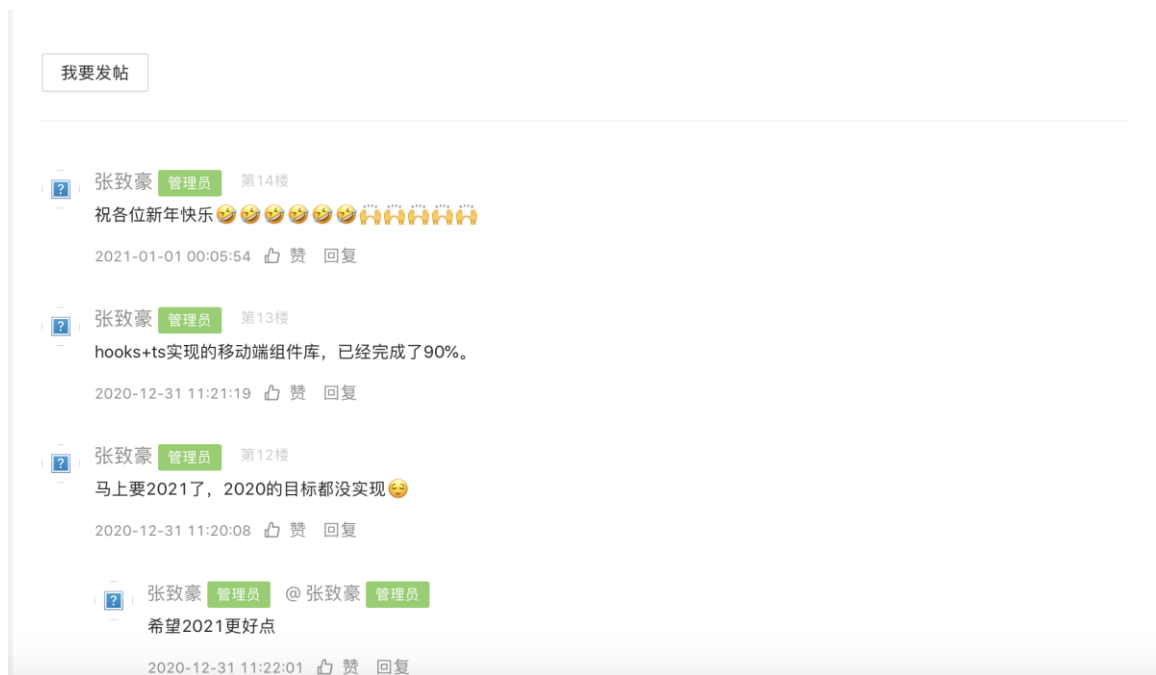 我要发帖
张致豪 管理员 第14楼
祝各位新年快乐🤣🤣🤣🤣🤣🤣🙌🙌🙌🙌🙌
2021-01-01 00:05:54 赞 回复
张致豪 管理员 第13楼
hooks+ts实现的移动端组件库，已经完成了90%。
2020-12-31 11:21:19 赞 回复
张致豪 管理员 第12楼
马上要2021了，2020的目标都没实现😌
2020-12-31 11:20:08 赞 回复
张致豪 管理员 @ 张致豪 管理员
希望2021更好点
2020-12-31 11:22:01 赞 回复